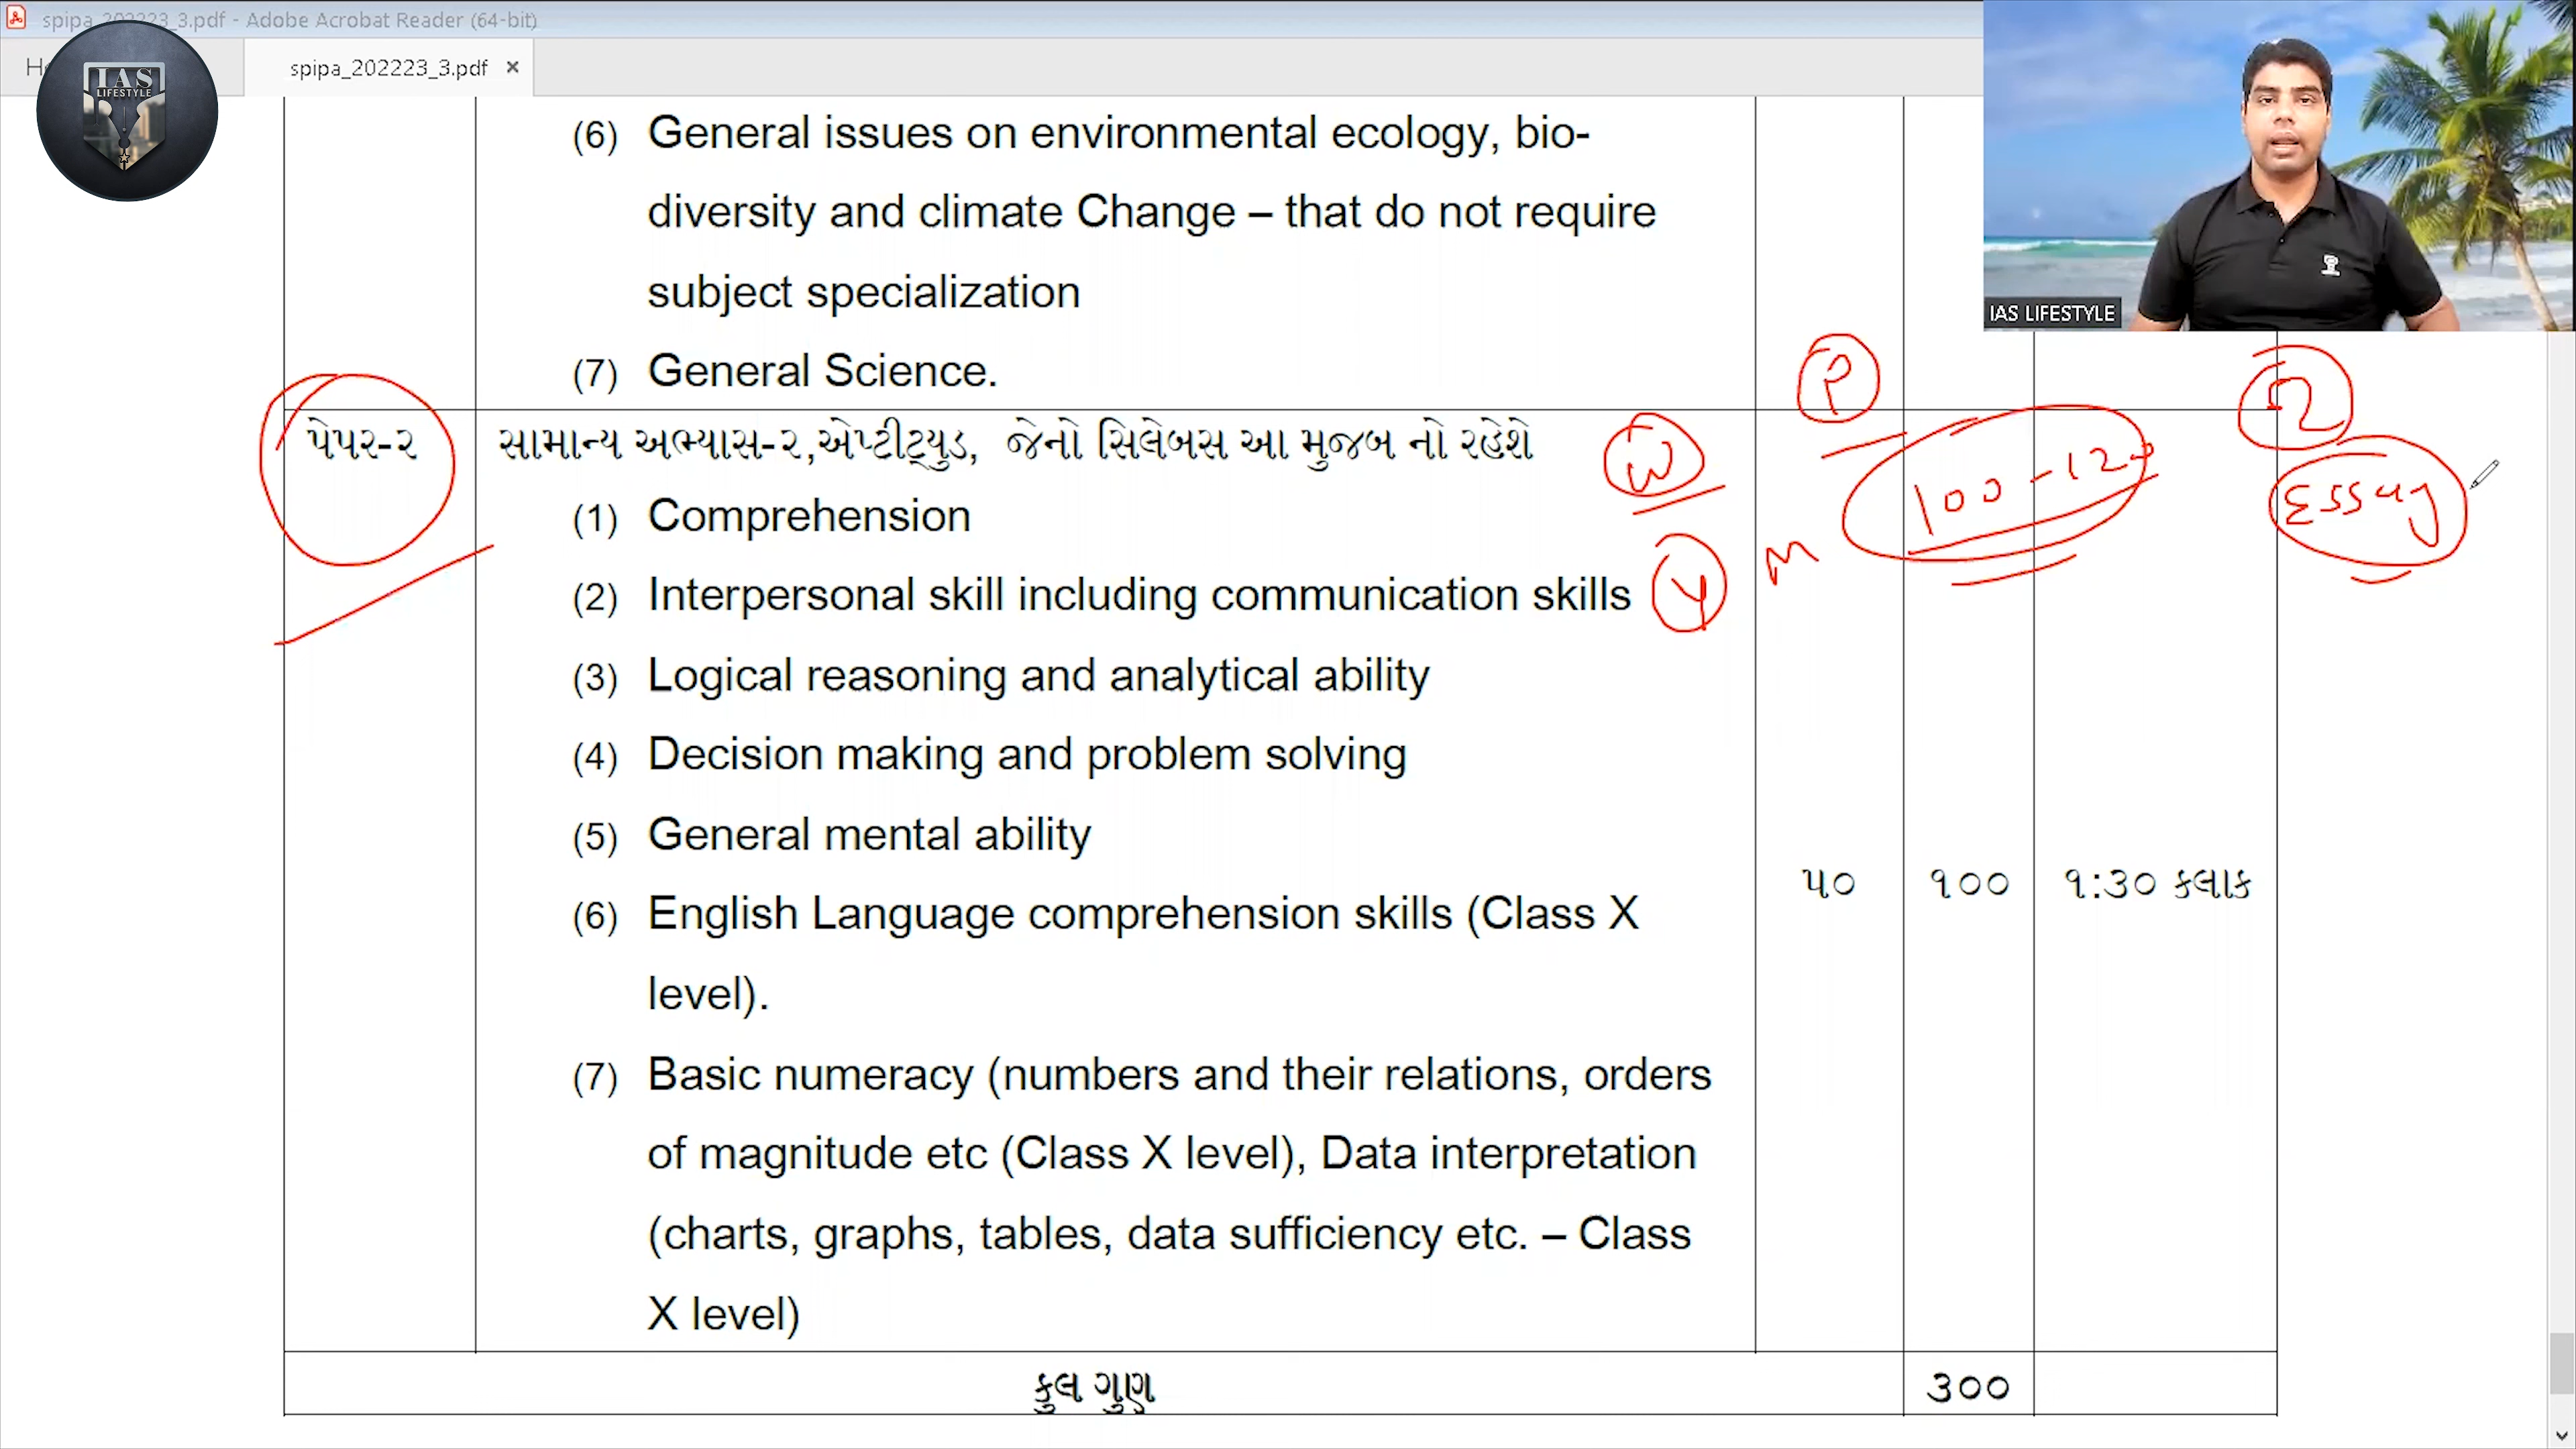 spipa_202223_3.pdf - Adobe Acrobat Reader (64-bit)
spipa_202223_3.pdf
IAS
LIFESTYLE
IAS LIFESTYLE
(6) General issues on environmental ecology, bio-
diversity and climate Change – that do not require
subject specialization
(7) General Science.
પેપર-૨
સામાન્ય અભ્યાસ-૨,એપ્ટીટ્યુડ, જેનો સિલેબસ આ મુજબ નો રહેશે
W
P
100-120
Essay
(1) Comprehension
(2) Interpersonal skill including communication skills
M
(3) Logical reasoning and analytical ability
(4) Decision making and problem solving
(5) General mental ability
૫૦ ૧૦૦ ૧:૩૦ કલાક
(6) English Language comprehension skills (Class X
level).
(7) Basic numeracy (numbers and their relations, orders
of magnitude etc (Class X level), Data interpretation
(charts, graphs, tables, data sufficiency etc. – Class
X level)
કુલ ગુણ ૩૦૦